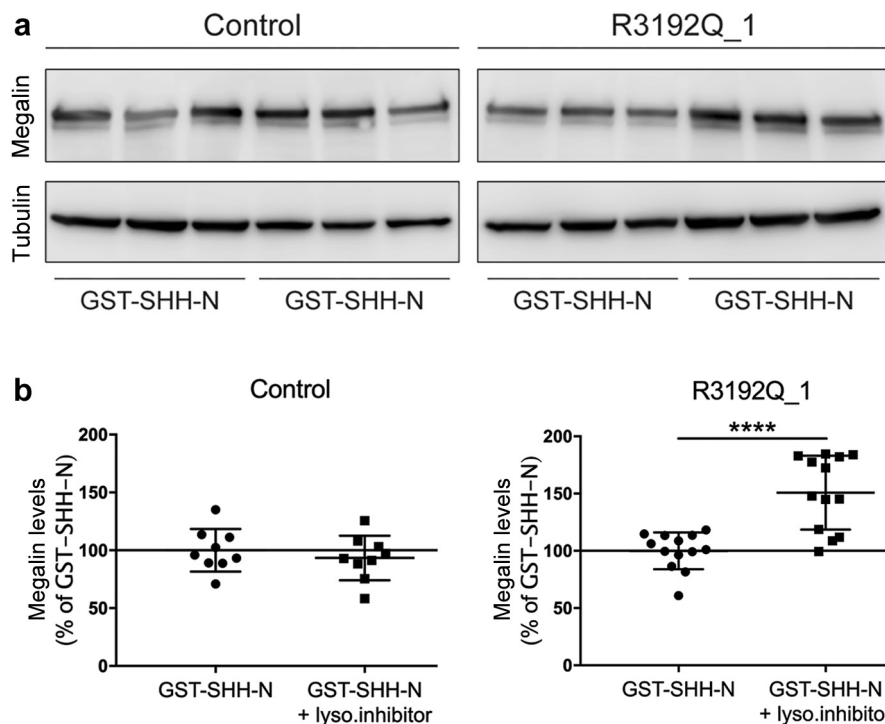 a
Control
R3192Q_1
Megalin
Tubulin
GST-SHH-N
GST-SHH-N
GST-SHH-N
GST-SHH-N
b
Control
Megalin levels
(% of GST–SHH–N)
200
150
100
50
0
GST-SHH-N
GST-SHH-N
+ lyso.inhibitor
R3192Q_1
Megalin levels
(% of GST–SHH–N)
200
150
100
50
0
****
GST-SHH-N
GST-SHH-N
+ lyso.inhibito